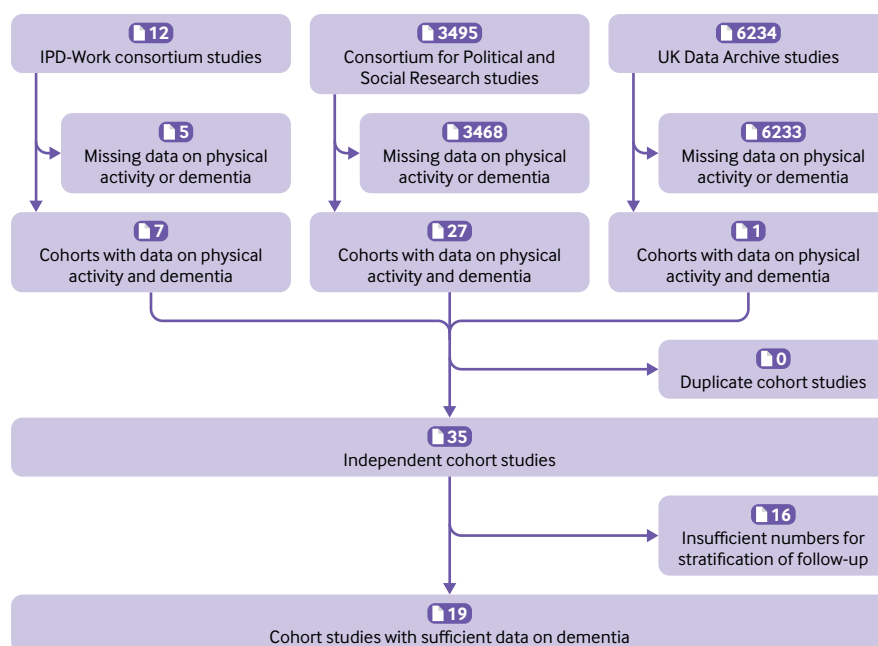 12
IPD-Work consortium studies
3495
Consortium for Political and
Social Research studies
6234
UK Data Archive studies
5
Missing data on physical
activity or dementia
3468
Missing data on physical
activity or dementia
6233
Missing data on physical
activity or dementia
7
Cohorts with data on physical
activity and dementia
27
Cohorts with data on physical
activity and dementia
1
Cohorts with data on physical
activity and dementia
0
Duplicate cohort studies
35
Independent cohort studies
16
Insufficient numbers for
stratification of follow-up
19
Cohort studies with sufficient data on dementia